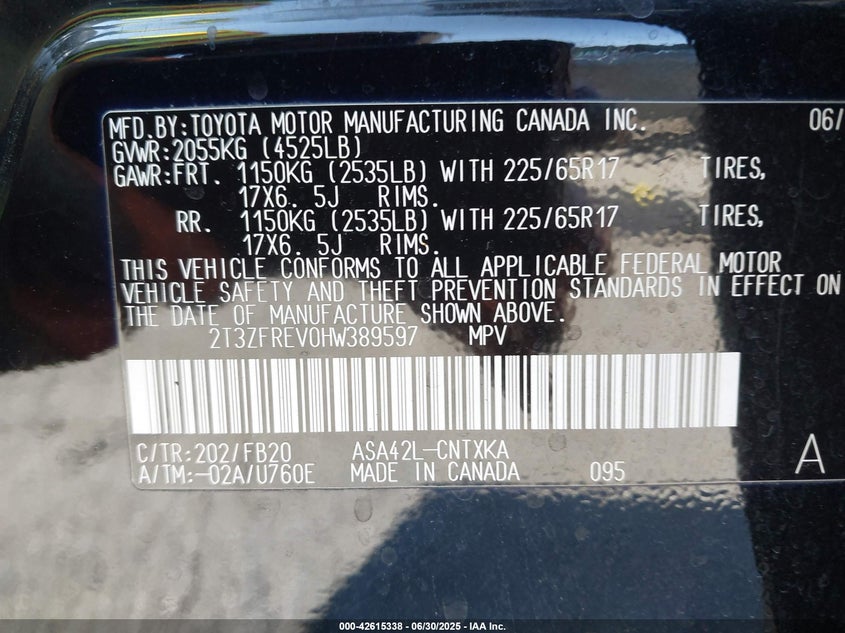 MFD.BY:TOYOTA MOTOR MANUFACTURING CANADA INC. 06/
GVWR:2055KG (4525LB)
GAWR:FRT. 1150KG (2535LB) WITH 225/65R17 TIRES,
17X6. 5J RIMS.
RR. 1150KG (2535LB) WITH 225/65R17 TIRES,
17X6. 5J RIMS.
THIS VEHICLE CONFORMS TO ALL APPLICABLE FEDERAL MOTOR
VEHICLE SAFETY AND THEFT PREVENTION STANDARDS IN EFFECT ON
THE DATE OF MANUFACTURE SHOWN ABOVE.
2T3ZFREV0HW389597 MPV
C/TR:202/FB20 ASA42L-CNTXKA A
A/TM:-02A/U760E MADE IN CANADA 095
000-42615338 - 06/30/2025 - IAA Inc.